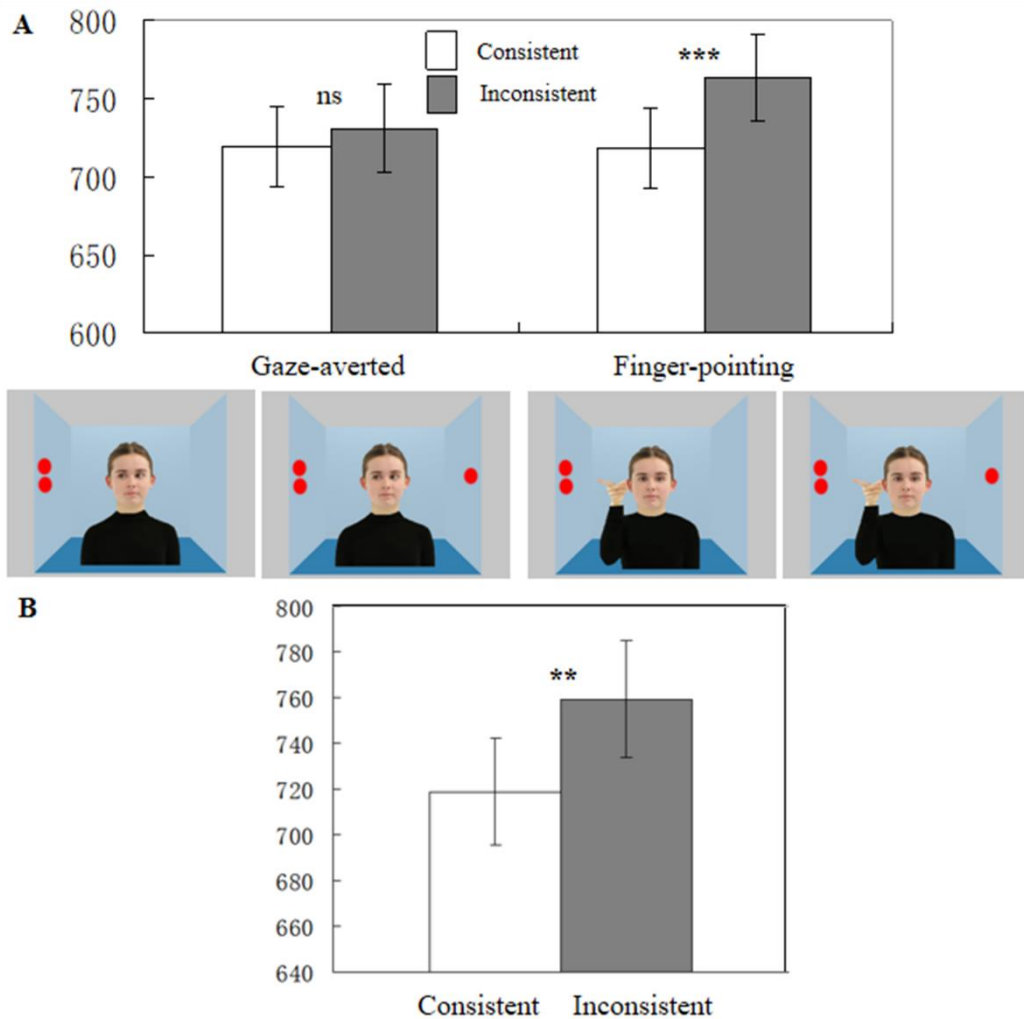 A
800
750
700
650
600
Consistent
Inconsistent
ns
***
Gaze-averted
Finger-pointing
B
800
780
760
740
720
700
680
660
640
**
Consistent
Inconsistent